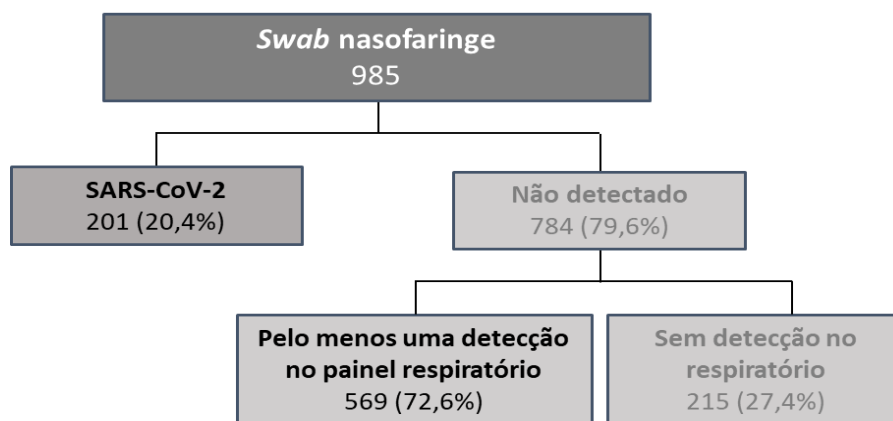 Swab nasofaringe
985
SARS-CoV-2
201 (20,4%)
Não detectado
784 (79,6%)
Pelo menos uma detecção
no painel respiratório
569 (72,6%)
Sem detecção no
respiratório
215 (27,4%)